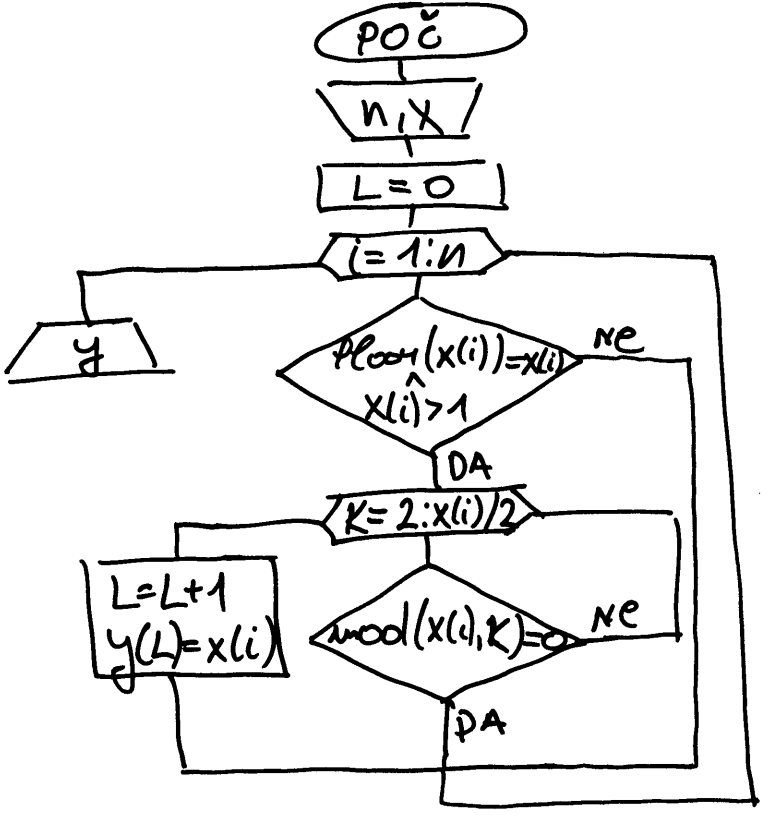 POČ
n,x
L=0
i=1:n
y
floor(x(i))=x(i)
^
x(i)>1
NE
DA
K=2:x(i)/2
L=L+1
y(L)=x(i)
mod(x(i),K)=0
NE
DA